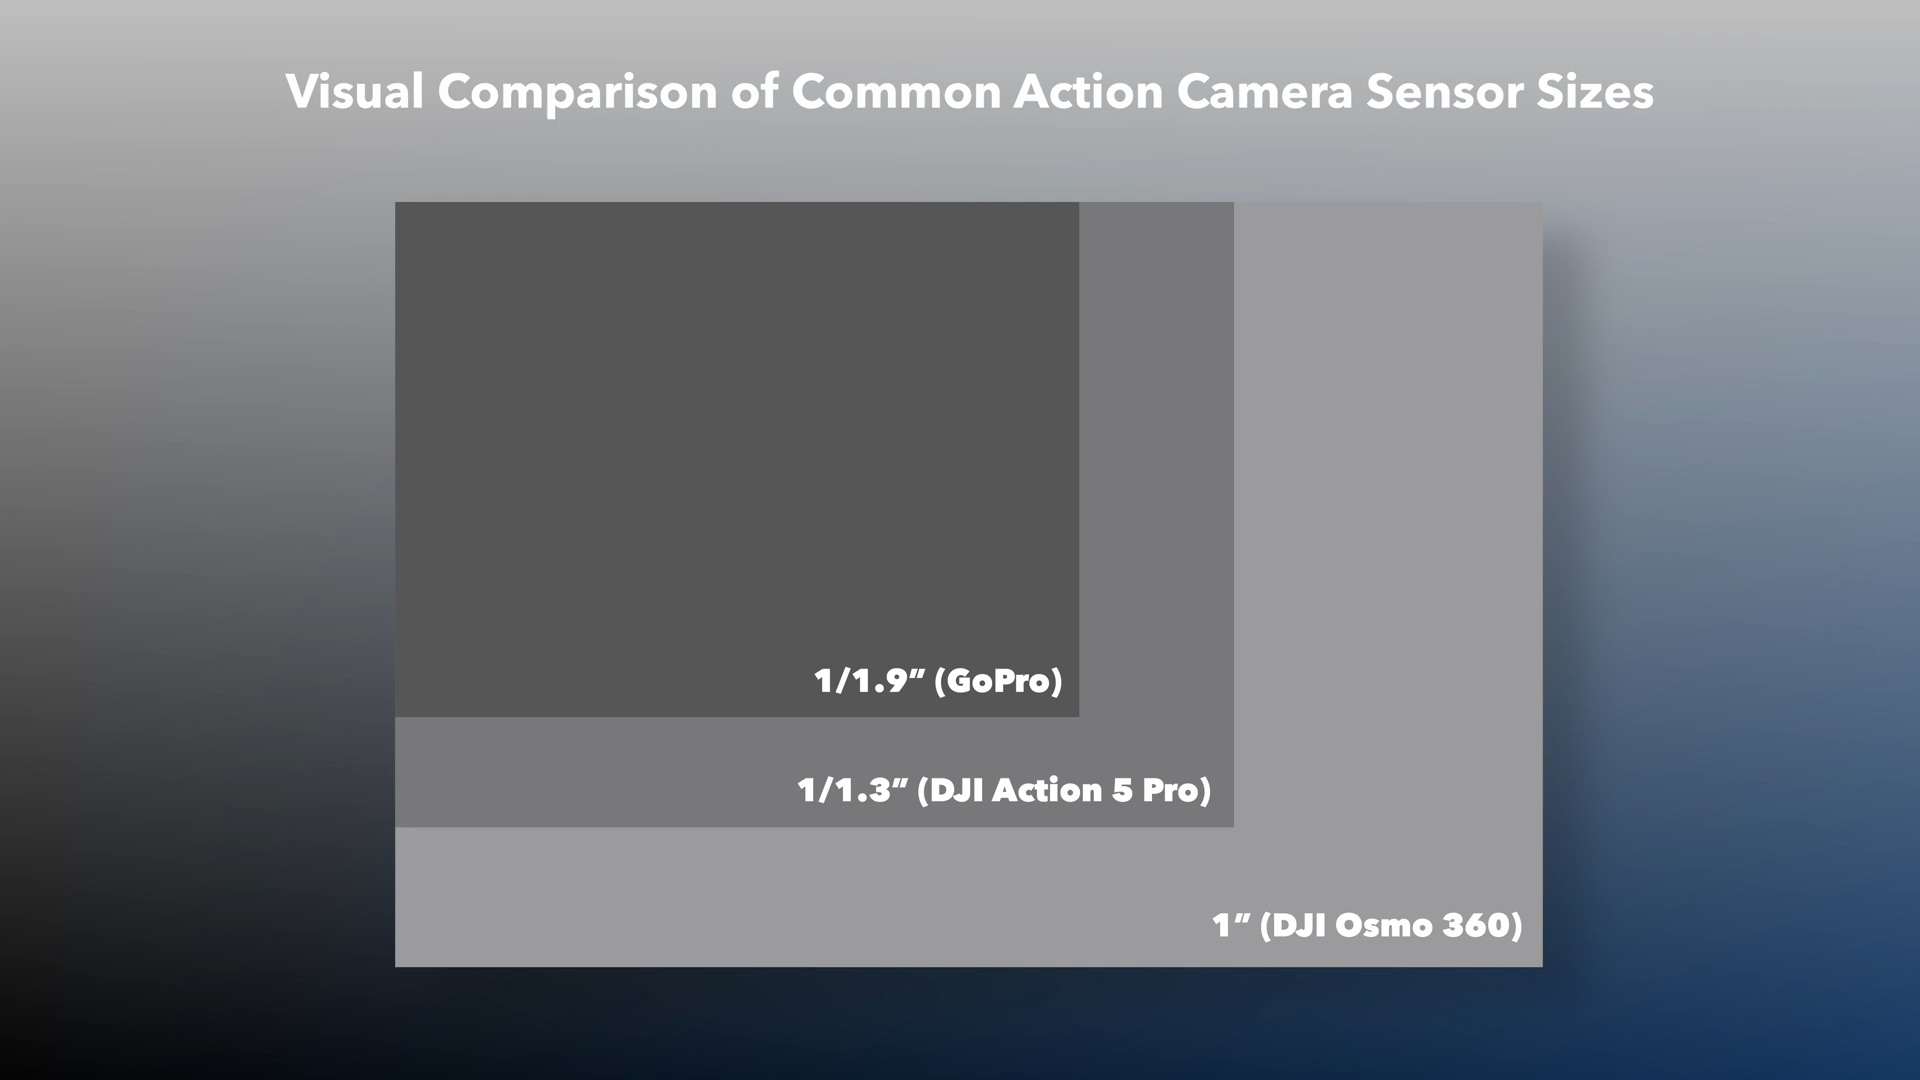 Visual Comparison of Common Action Camera Sensor Sizes
1/1.9” (GoPro)
1/1.3” (DJI Action 5 Pro)
1” (DJI Osmo 360)